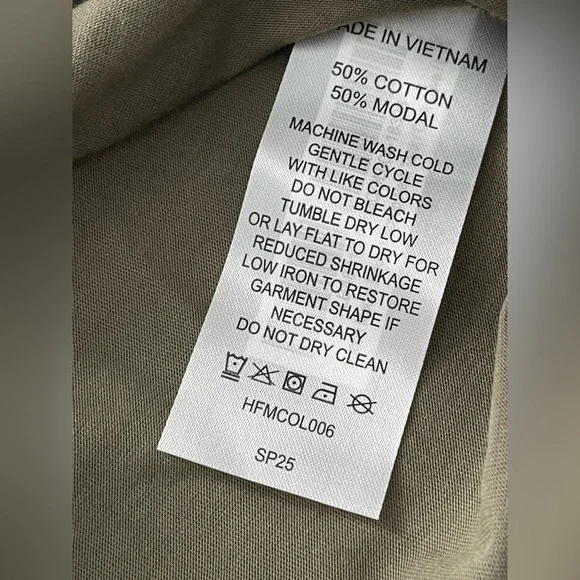 ADE IN VIETNAM
50% COTTON
50% MODAL
MACHINE WASH COLD
GENTLE CYCLE
WITH LIKE COLORS
DO NOT BLEACH
TUMBLE DRY LOW
OR LAY FLAT TO DRY FOR
REDUCED SHRINKAGE
LOW IRON TO RESTORE
GARMENT SHAPE IF
NECESSARY
DO NOT DRY CLEAN
HFMCOL006
SP25